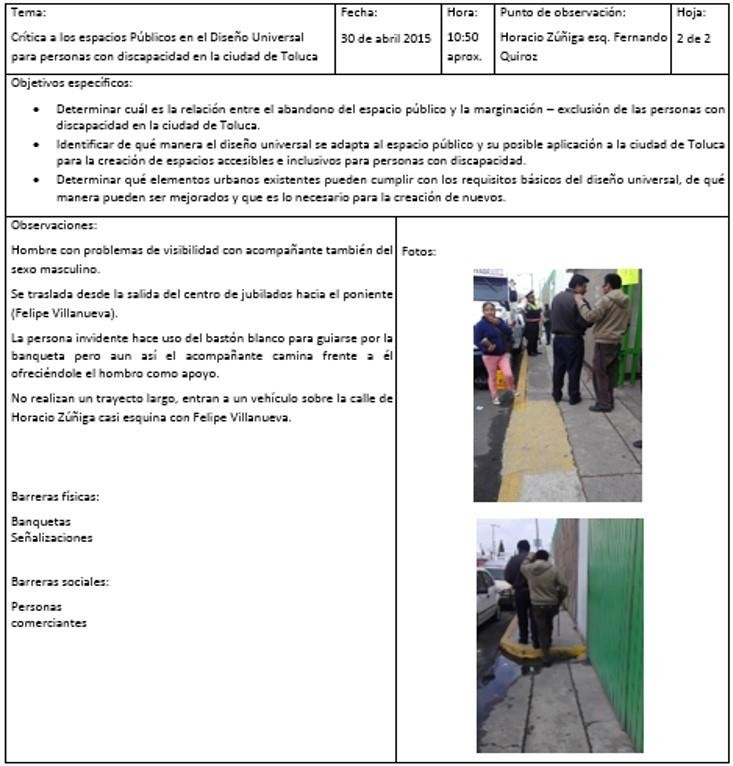 Tema:
Crítica a los espacios Públicos en el Diseño Universal
para personas con discapacidad en la ciudad de Toluca
Fecha:
30 de abril 2015
Hora:
10:50
aprox.
Punto de observación:
Horacio Zúñiga esq. Fernando
Quiroz
Hoja:
2 de 2
Objetivos específicos:
• Determinar cuál es la relación entre el abandono del espacio público y la marginación – exclusión de las personas con
discapacidad en la ciudad de Toluca.
• Identificar de qué manera el diseño universal se adapta al espacio público y su posible aplicación a la ciudad de Toluca
para la creación de espacios accesibles e inclusivos para personas con discapacidad.
• Determinar qué elementos urbanos existentes pueden cumplir con los requisitos básicos del diseño universal, de qué
manera pueden ser mejorados y que es lo necesario para la creación de nuevos.
Observaciones:
Hombre con problemas de visibilidad con acompañante también del
sexo masculino.
Se traslada desde la salida del centro de jubilados hacia el poniente
(Felipe Villanueva).
La persona invidente hace uso del bastón blanco para guiarse por la
banqueta pero aun así el acompañante camina frente a él
ofreciéndole el hombro como apoyo.
No realizan un trayecto largo, entran a un vehículo sobre la calle de
Horacio Zúñiga casi esquina con Felipe Villanueva.
Barreras físicas:
Banquetas
Señalizaciones
Barreras sociales:
Personas
comerciantes
Fotos: